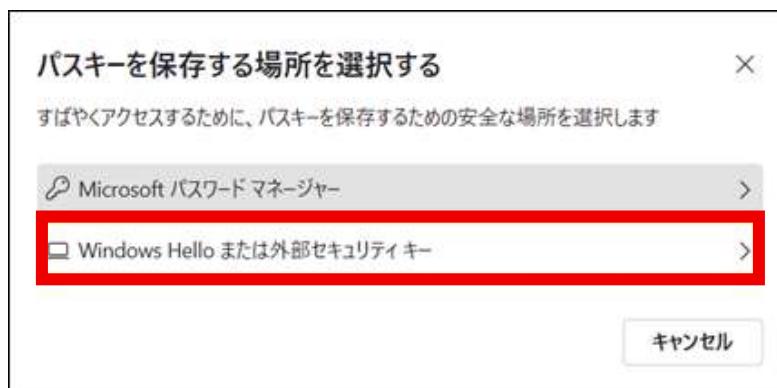 パスキーを保存する場所を選択する
すばやくアクセスするために、パスキーを保存するための安全な場所を選択します
Microsoft パスワード マネージャー
Windows Hello または外部セキュリティ キー
キャンセル